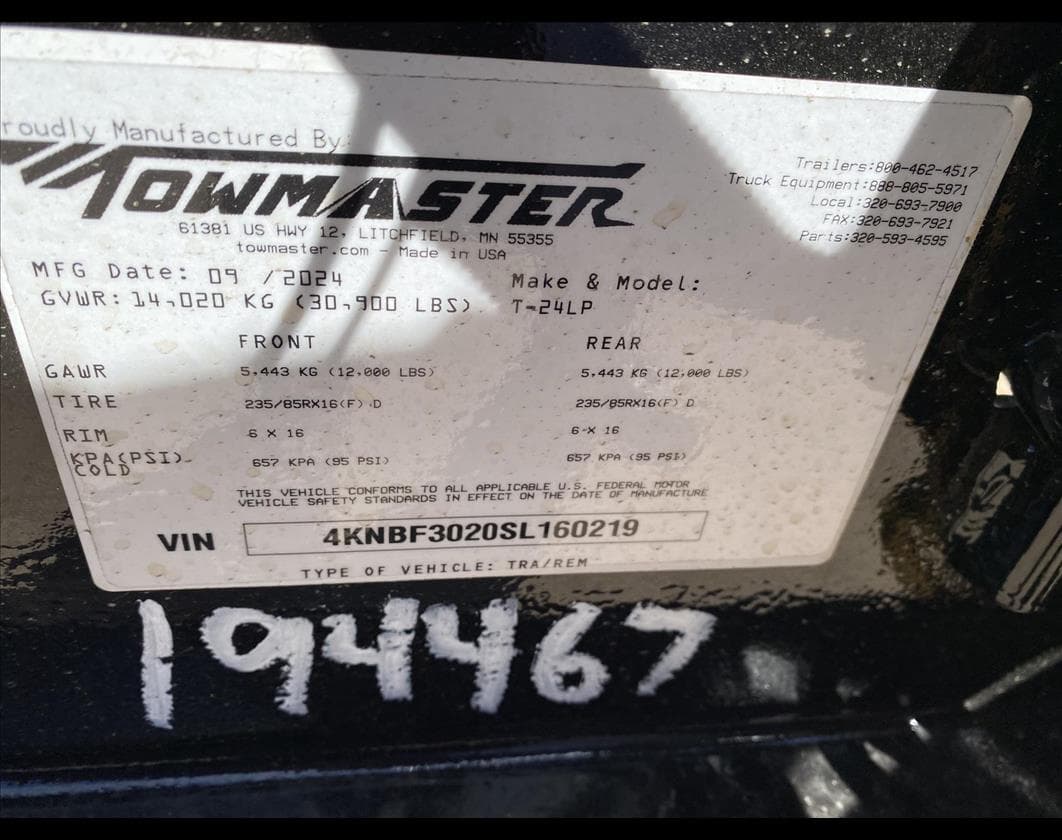 roudly Manufactured By:
TOWMASTER
61381 US HWY 12, LITCHFIELD, MN 55355
towmaster.com - Made in USA
Trailers:800-462-4517
Truck Equipment:888-805-5971
Local:320-693-7900
FAX:320-693-7921
Parts:320-593-4595
MFG Date: 09 /2024
Make & Model:
GVWR: 14,020 KG (30,900 LBS)
T-24LP
FRONT REAR
GAWR 5,443 KG (12,000 LBS) 5,443 KG (12,000 LBS)
TIRE 235/85RX16(F) D 235/85RX16(F) D
RIM 6 X 16 6 X 16
KPA(PSI) 657 KPA (95 PSI) 657 KPA (95 PSI)
COLD
THIS VEHICLE CONFORMS TO ALL APPLICABLE U.S. FEDERAL MOTOR
VEHICLE SAFETY STANDARDS IN EFFECT ON THE DATE OF MANUFACTURE
VIN 4KNBF3020SL160219
TYPE OF VEHICLE: TRA/REM
194467